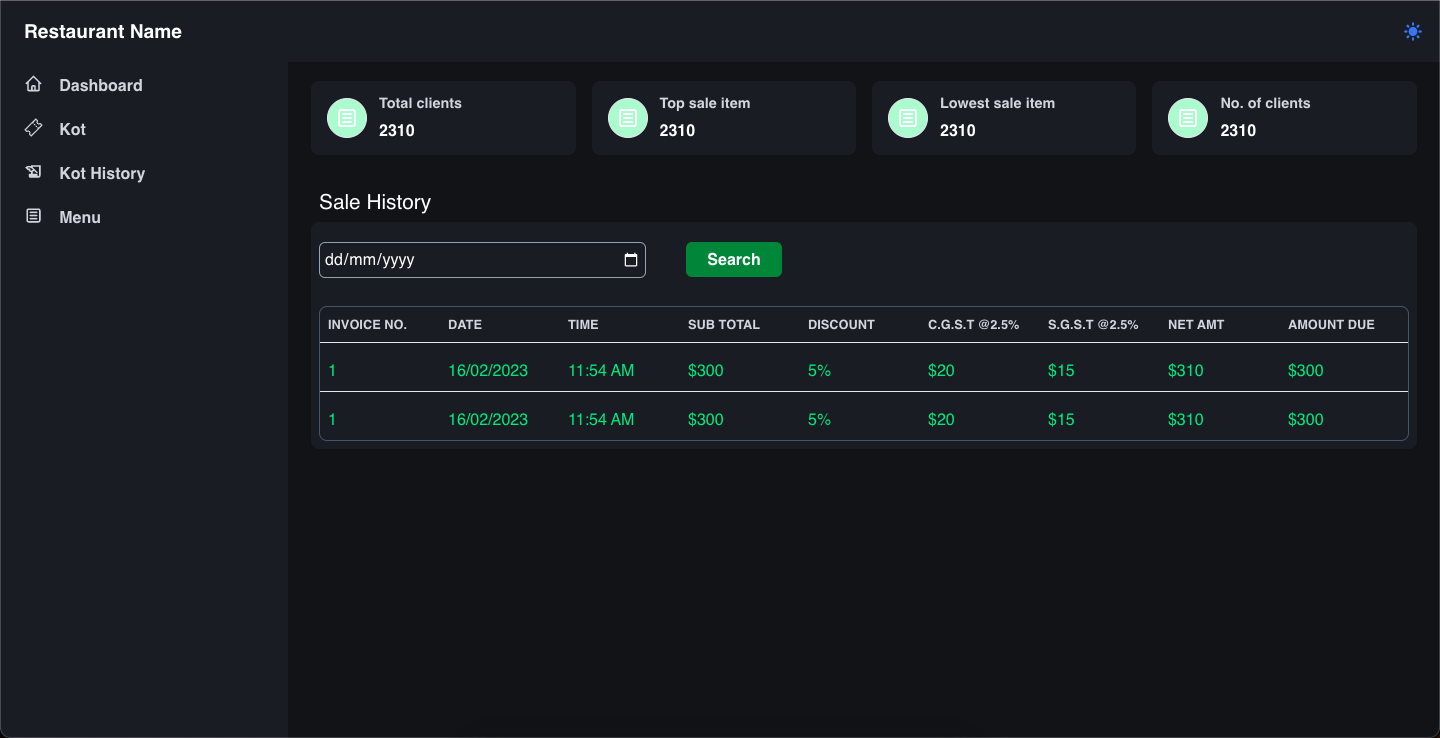 Restaurant Name
Dashboard
Kot
Kot History
Menu
Total clients
2310
Top sale item
2310
Lowest sale item
2310
No. of clients
2310
Sale History
dd/mm/yyyy
Search
INVOICE NO. DATE TIME SUB TOTAL DISCOUNT C.G.S.T @2.5% S.G.S.T @2.5% NET AMT AMOUNT DUE
1 16/02/2023 11:54 AM $300 5% $20 $15 $310 $300
1 16/02/2023 11:54 AM $300 5% $20 $15 $310 $300